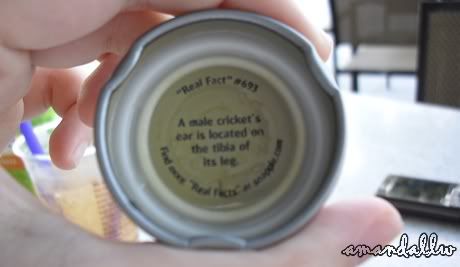 "Real Fact" #693
A male cricket's
ear is located on
the tibia of
its leg.
Find more "Real Facts" at snapple.com
amandallw